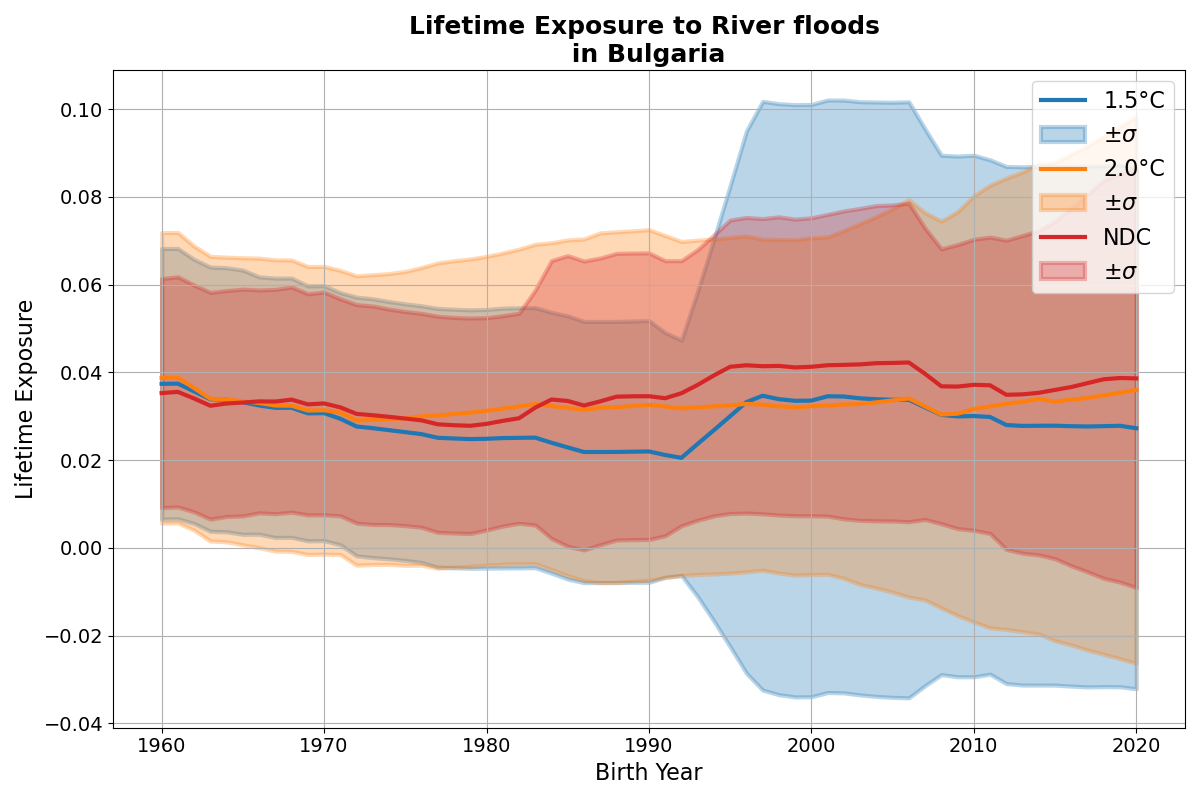 Lifetime Exposure to River floods
in Bulgaria
Lifetime Exposure
0.10
0.08
0.06
0.04
0.02
0.00
−0.02
−0.04
1960
1970
1980
1990
2000
2010
2020
Birth Year
1.5°C
±σ
2.0°C
±σ
NDC
±σ